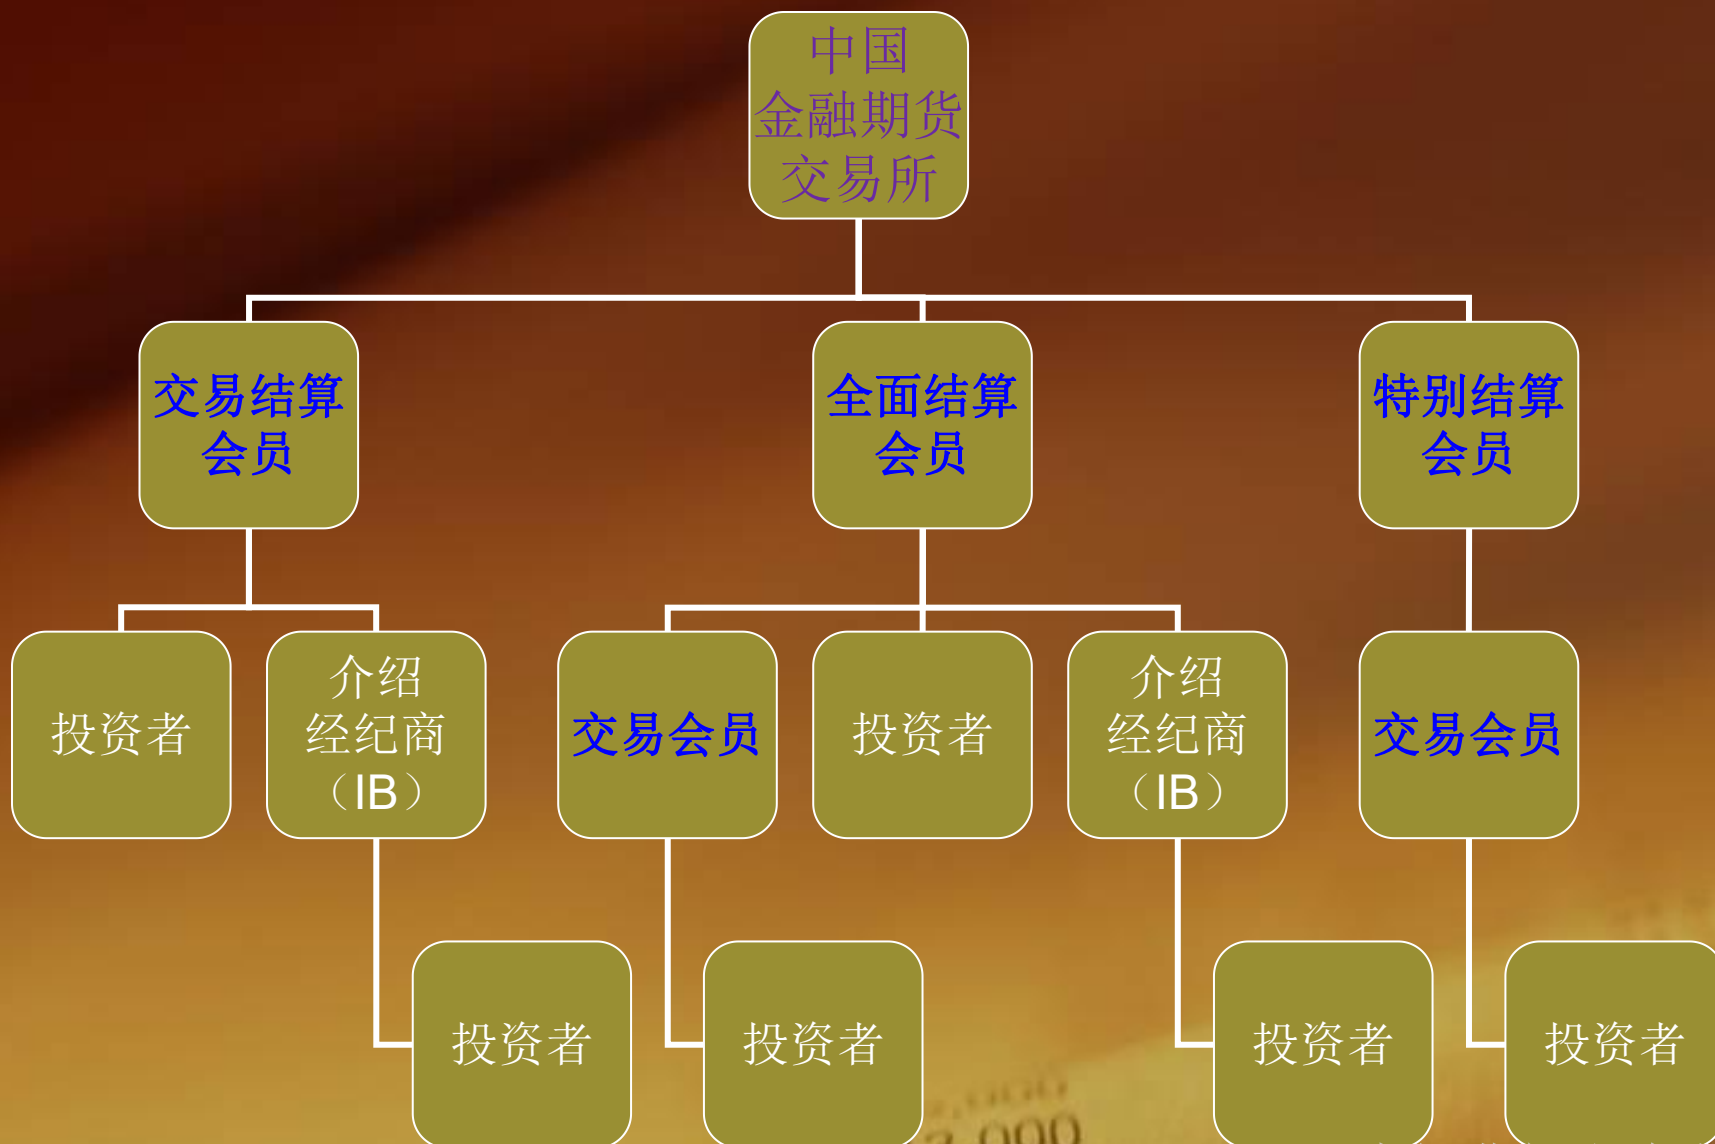 中国
金融期货
交易所
交易结算
会员
全面结算
会员
特别结算
会员
投资者
介绍
经纪商
（IB）
交易会员
投资者
介绍
经纪商
（IB）
交易会员
投资者
投资者
投资者
投资者
000